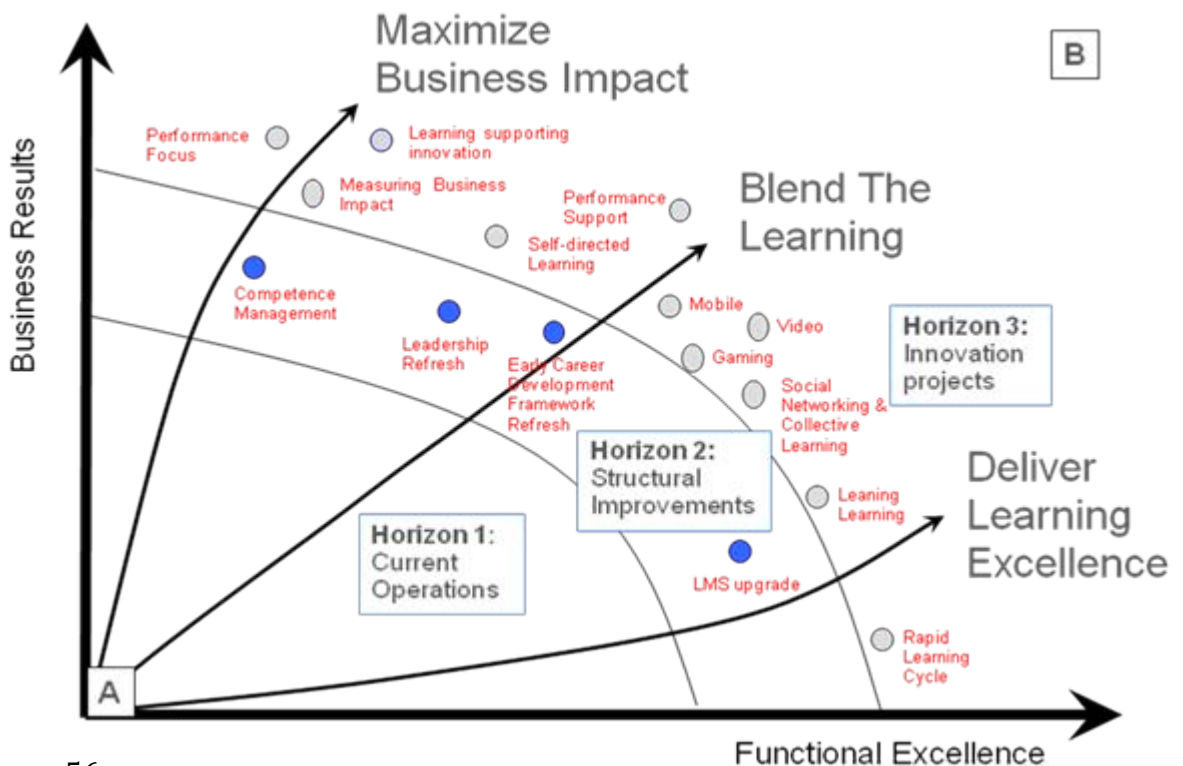 Maximize
Business Impact
B
Performance
Focus
Learning supporting
innovation
Measuring Business
Impact
Performance
Support
Blend The
Learning
Self-directed
Learning
Competence
Management
Mobile
Video
Leadership
Refresh
Early Career
Development
Framework
Refresh
Gaming
Horizon 3:
Innovation
projects
Social
Networking &
Collective
Learning
Horizon 2:
Structural
Improvements
Deliver
Learning
Excellence
Leaning
Learning
Horizon 1:
Current
Operations
LMS upgrade
Rapid
Learning
Cycle
A
Business Results
Functional Excellence